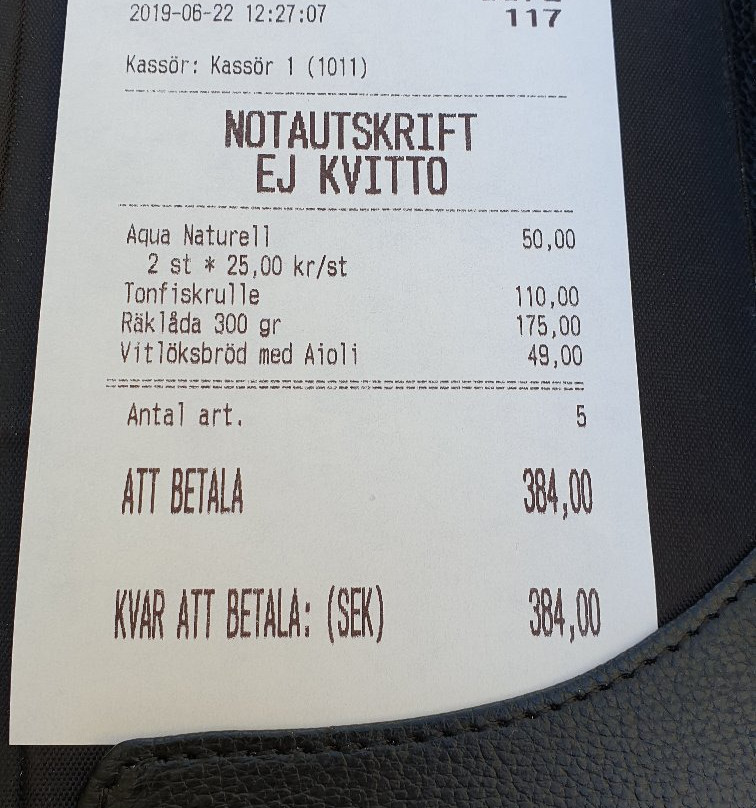 2019-06-22 12:27:07
117
Kassör: Kassör 1 (1011)
NOTAUTSKRIFT
EJ KVITTO
Aqua Naturell 50,00
2 st * 25,00 kr/st
Tonfiskrulle 110,00
Räklåda 300 gr 175,00
Vitlöksbröd med Aioli 49,00
Antal art. 5
ATT BETALA 384,00
KVAR ATT BETALA: (SEK) 384,00